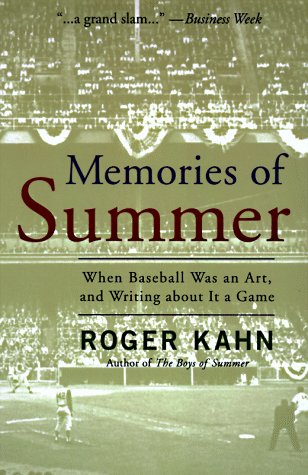 “...a grand slam...” —Business Week
Memories of
Summer
When Baseball Was an Art,
and Writing about It a Game
ROGER KAHN
Author of The Boys of Summer